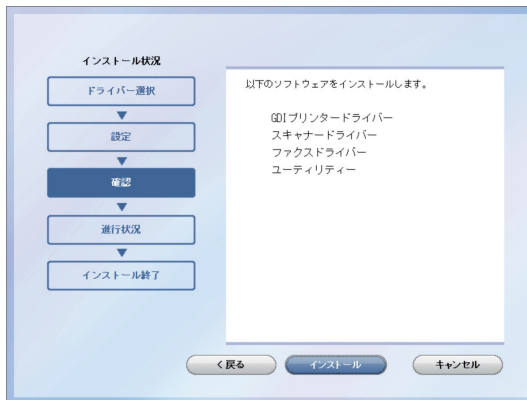 インストール状況
ドライバー選択
設定
確認
進行状況
インストール終了
以下のソフトウェアをインストールします。
GDIプリンタードライバー
スキャナードライバー
ファクスドライバー
ユーティリティー
< 戻る
インストール
キャンセル